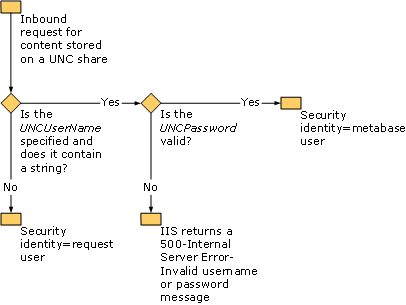 Inbound
request for
content stored
on a UNC share
Yes
Yes
Is the
UNCUserName
specified and
does it contain
a string?
Is the
UNCPassword
valid?
Security
identity=metabase
user
No
No
Security
identity=request
user
IIS returns a
500-Internal
Server Error-
Invalid username
or password
message